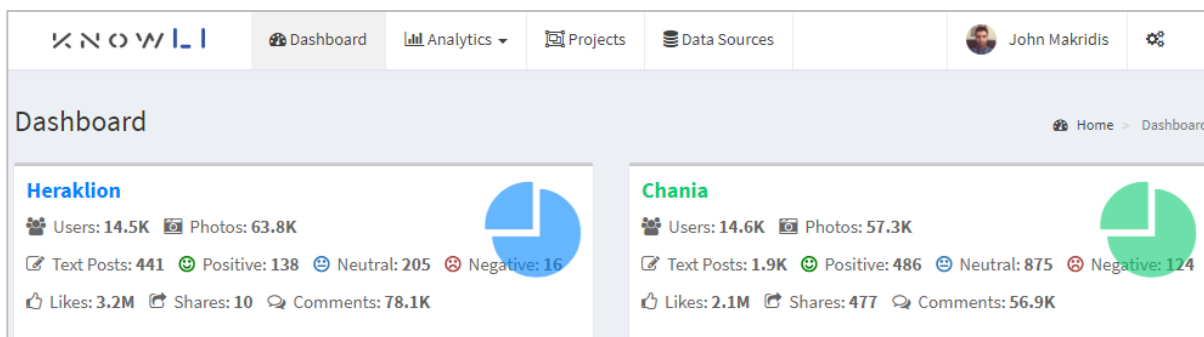 KNOWLI Dashboard Analytics Projects Data Sources John Makridis
Dashboard
Home > Dashboard
Heraklion
Users: 14.5K Photos: 63.8K
Text Posts: 441 Positive: 138 Neutral: 205 Negative: 16
Likes: 3.2M Shares: 10 Comments: 78.1K
Chania
Users: 14.6K Photos: 57.3K
Text Posts: 1.9K Positive: 486 Neutral: 875 Negative: 124
Likes: 2.1M Shares: 477 Comments: 56.9K